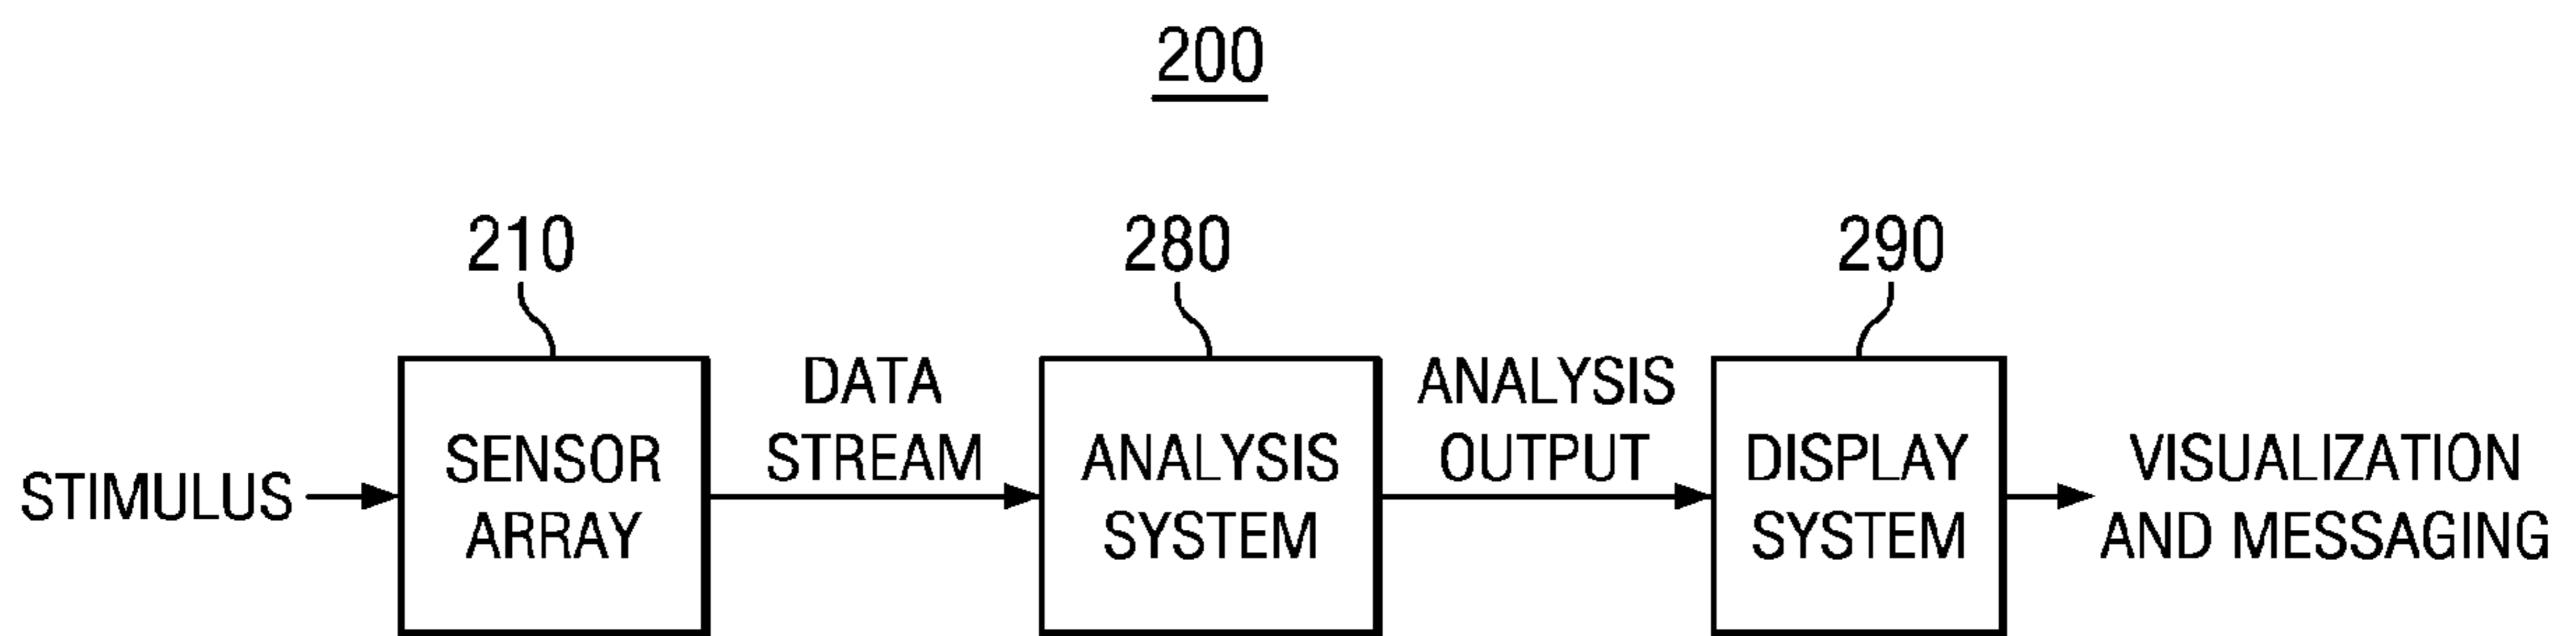 200
210
280
290
STIMULUS
SENSOR
ARRAY
DATA
STREAM
ANALYSIS
SYSTEM
ANALYSIS
OUTPUT
DISPLAY
SYSTEM
VISUALIZATION
AND MESSAGING